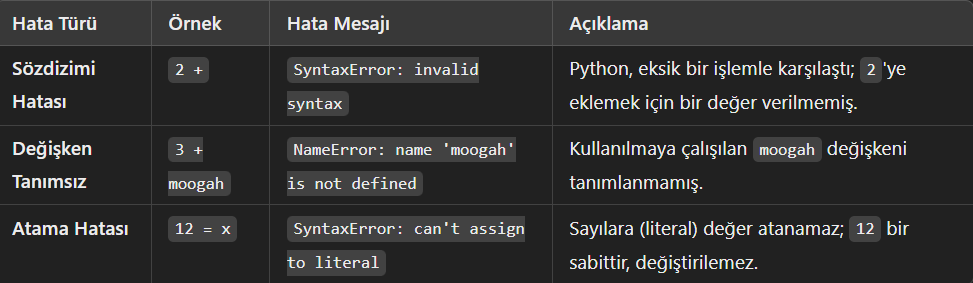 Hata Türü Örnek Hata Mesajı Açıklama
Sözdizimi 2 + SyntaxError: invalid Python, eksik bir işlemle karşılaştı; 2'ye
Hatası syntax eklemek için bir değer verilmemiş.
Değişken 3 + NameError: name 'moogah' Kullanılmaya çalışılan moogah değişkeni
Tanımsız moogah is not defined tanımlanmamış.
Atama Hatası 12 = x SyntaxError: can't assign Sayılara (literal) değer atanamaz; 12 bir
to literal sabittir, değiştirilemez.